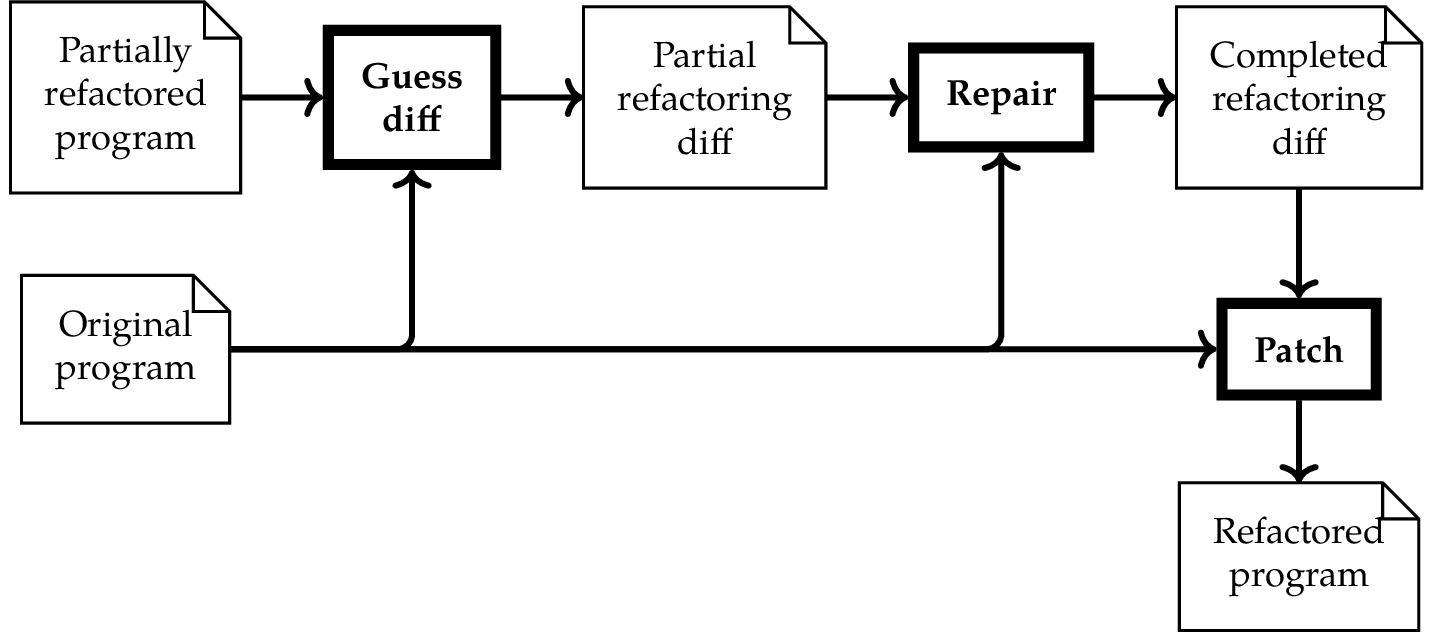 Partially
refactored
program
Guess
diff
Partial
refactoring
diff
Repair
Completed
refactoring
diff
Original
program
Patch
Refactored
program